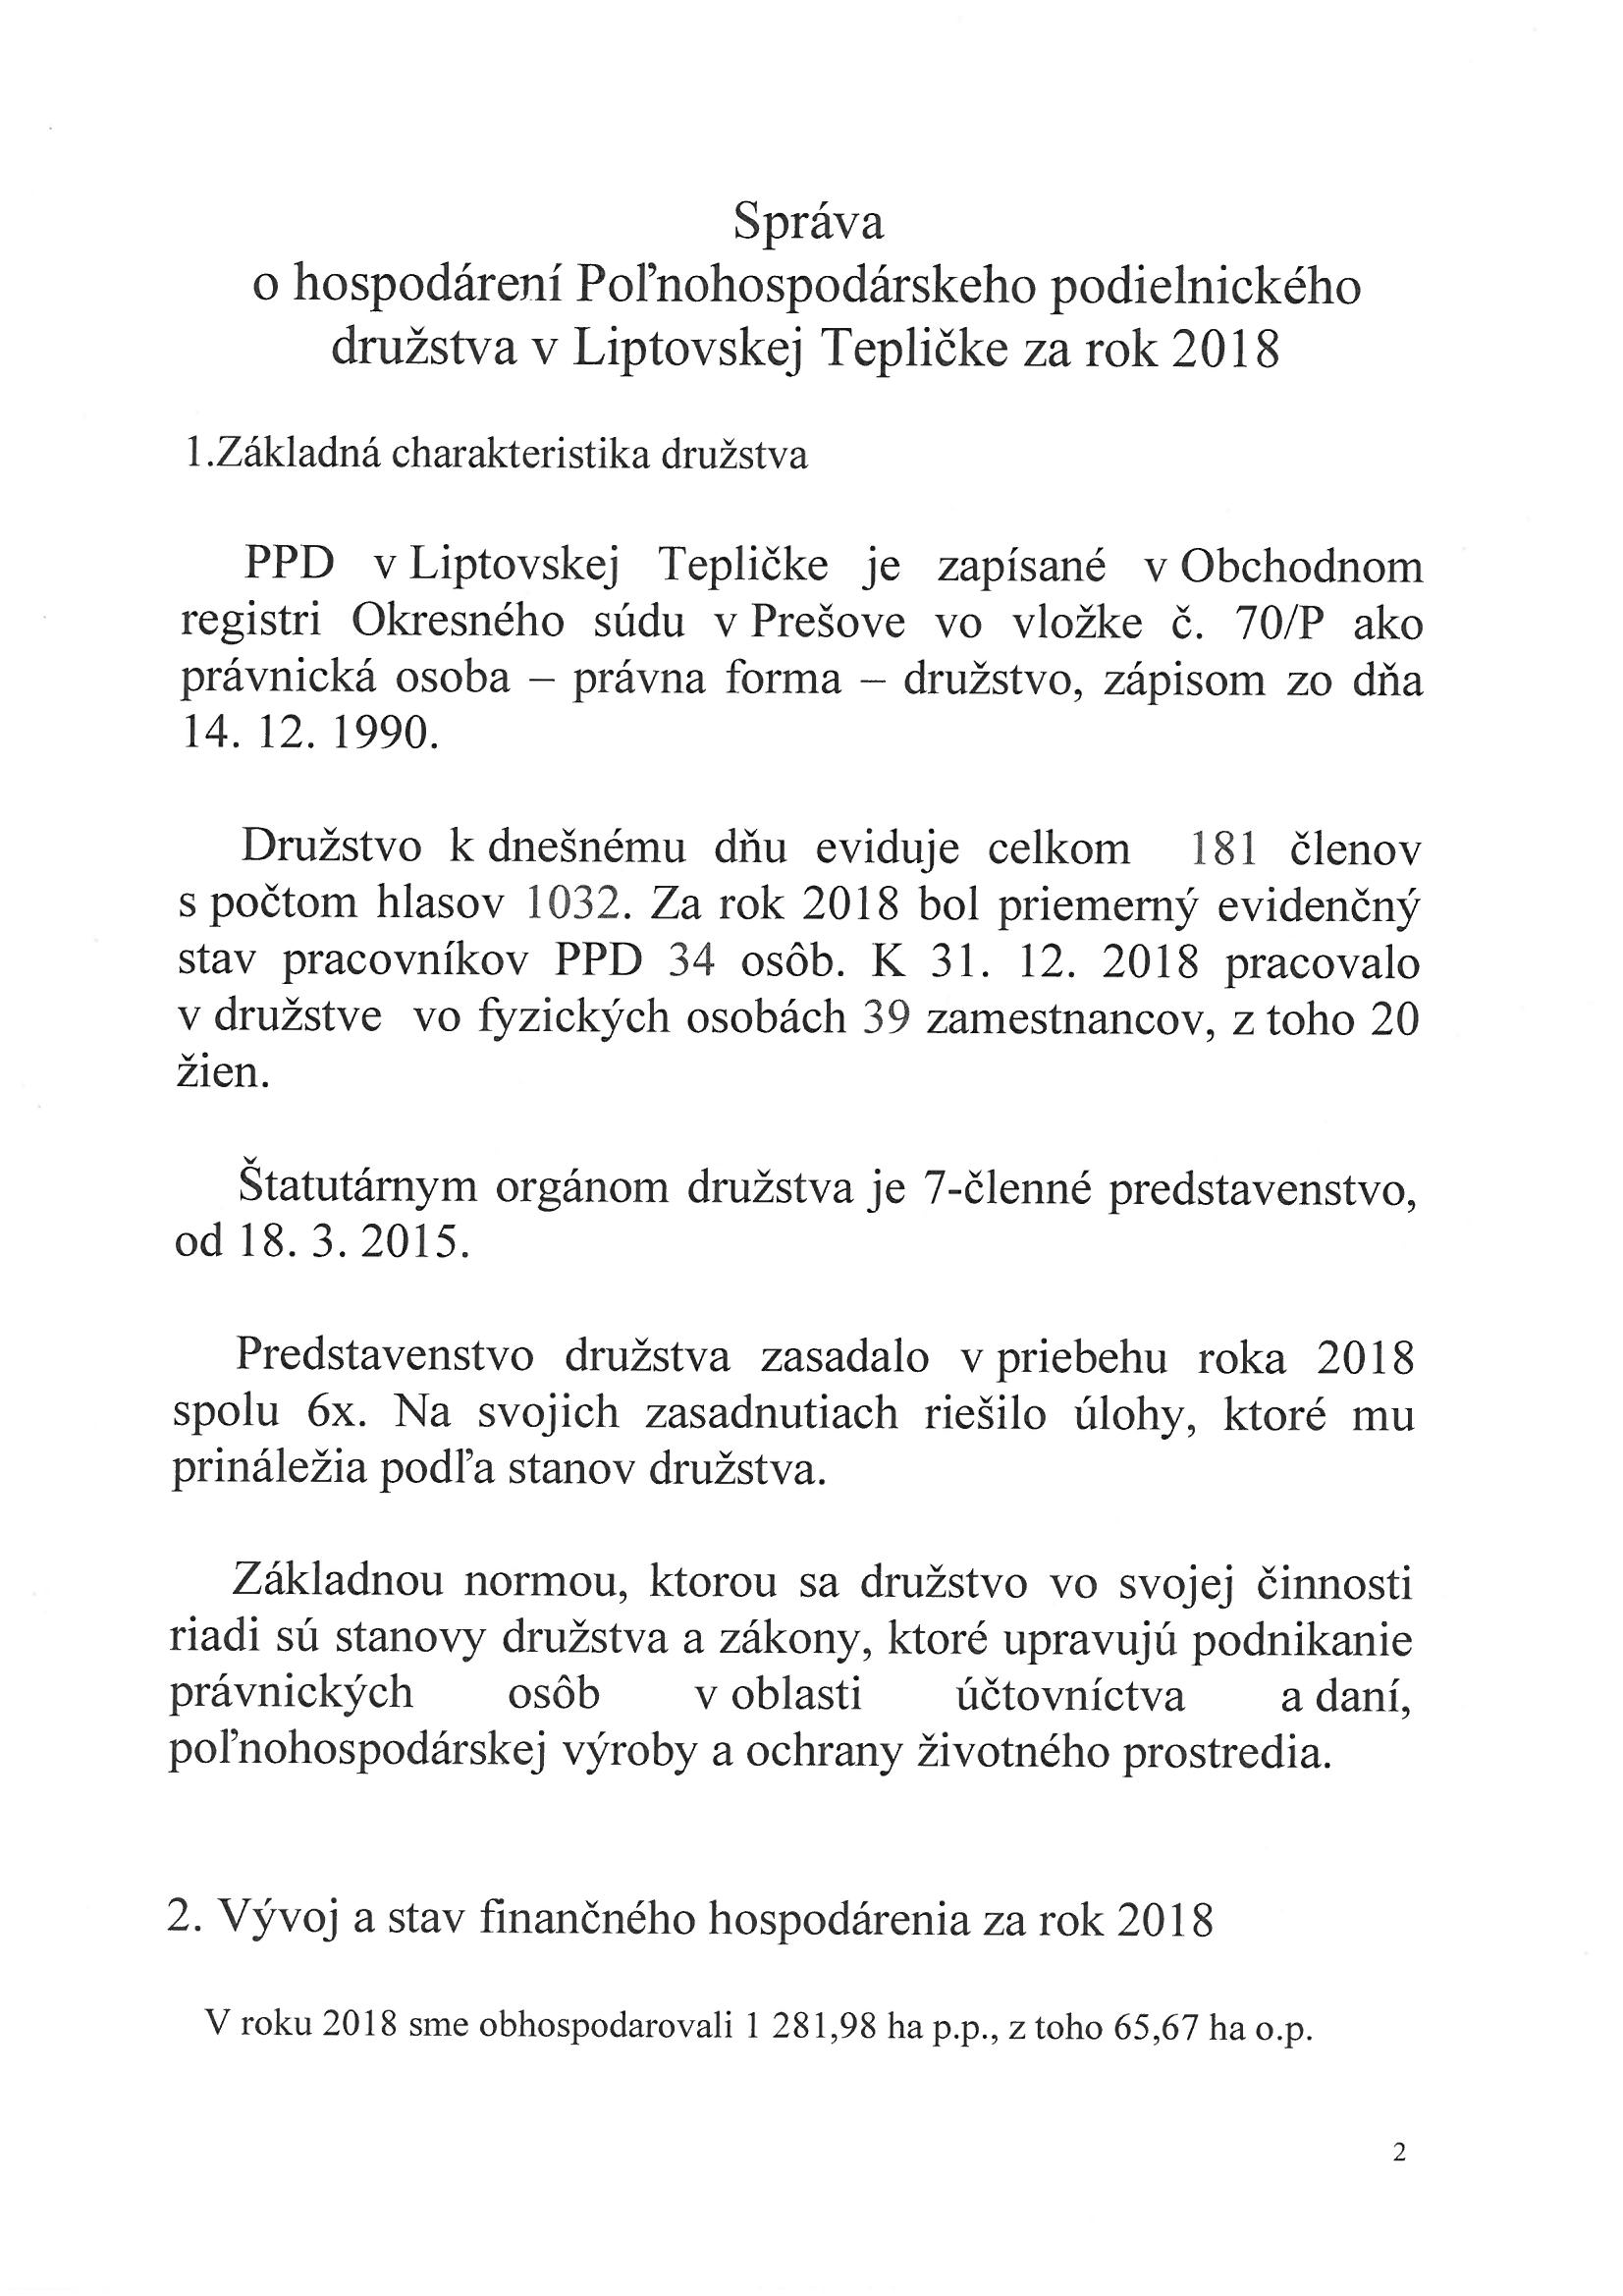 Správa
o hospodárení Poľnohospodárskeho podielnického
družstva v Liptovskej Tepličke za rok 2018
1.Základná charakteristika družstva
PPD v Liptovskej Tepličke je zapísané v Obchodnom
registri Okresného súdu v Prešove vo vložke č. 70/P ako
právnická osoba – právna forma – družstvo, zápisom zo dňa
14. 12. 1990.
Družstvo k dnešnému dňu eviduje celkom 181 členov
s počtom hlasov 1032. Za rok 2018 bol priemerný evidenčný
stav pracovníkov PPD 34 osôb. K 31. 12. 2018 pracovalo
v družstve vo fyzických osobách 39 zamestnancov, z toho 20
žien.
Štatutárnym orgánom družstva je 7-členné predstavenstvo,
od 18. 3. 2015.
Predstavenstvo družstva zasadalo v priebehu roka 2018
spolu 6x. Na svojich zasadnutiach riešilo úlohy, ktoré mu
prináležia podľa stanov družstva.
Základnou normou, ktorou sa družstvo vo svojej činnosti
riadi sú stanovy družstva a zákony, ktoré upravujú podnikanie
právnických osôb v oblasti účtovníctva a daní,
poľnohospodárskej výroby a ochrany životného prostredia.
2. Vývoj a stav finančného hospodárenia za rok 2018
V roku 2018 sme obhospodarovali 1 281,98 ha p.p., z toho 65,67 ha o.p.
2